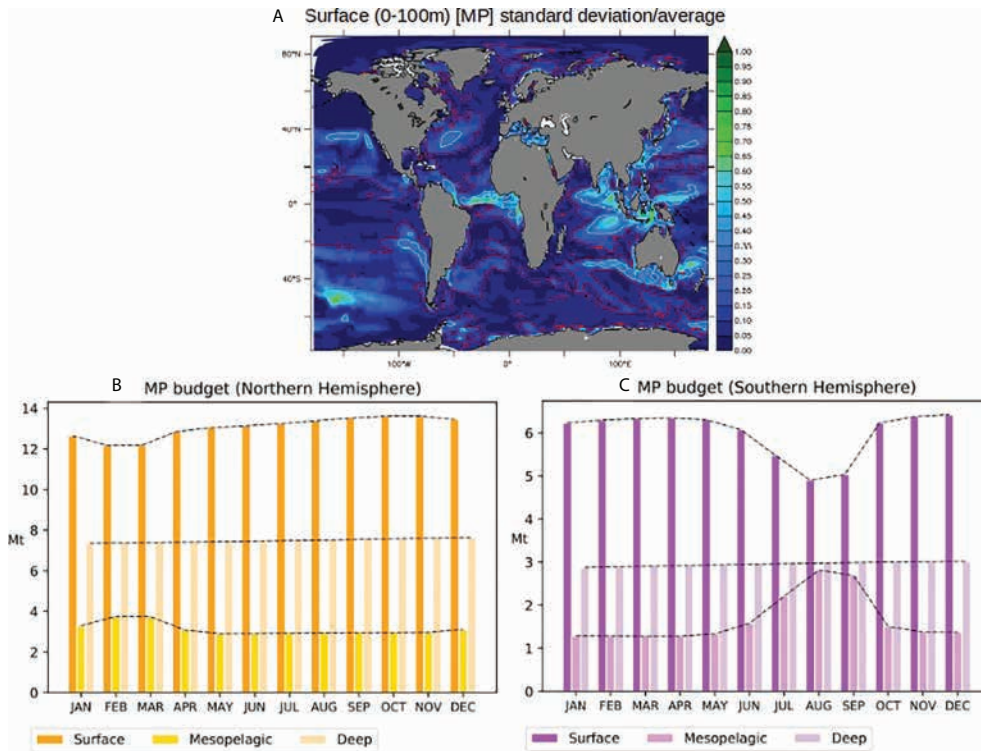 A Surface (0-100m) [MP] standard deviation/average
80°N
40°N
0°
40°S
100°W
0°
100°E
1.00
0.95
0.90
0.85
0.80
0.75
0.70
0.65
0.60
0.55
0.50
0.45
0.40
0.35
0.30
0.25
0.20
0.15
0.10
0.05
0.00
B
MP budget (Northern Hemisphere)
14
12
10
8
Mt
6
4
2
0
JAN FEB MAR APR MAY JUN JUL AUG SEP OCT NOV DEC
Surface Mesopelagic Deep
C
MP budget (Southern Hemisphere)
6
5
4
Mt
3
2
1
0
JAN FEB MAR APR MAY JUN JUL AUG SEP OCT NOV DEC
Surface Mesopelagic Deep